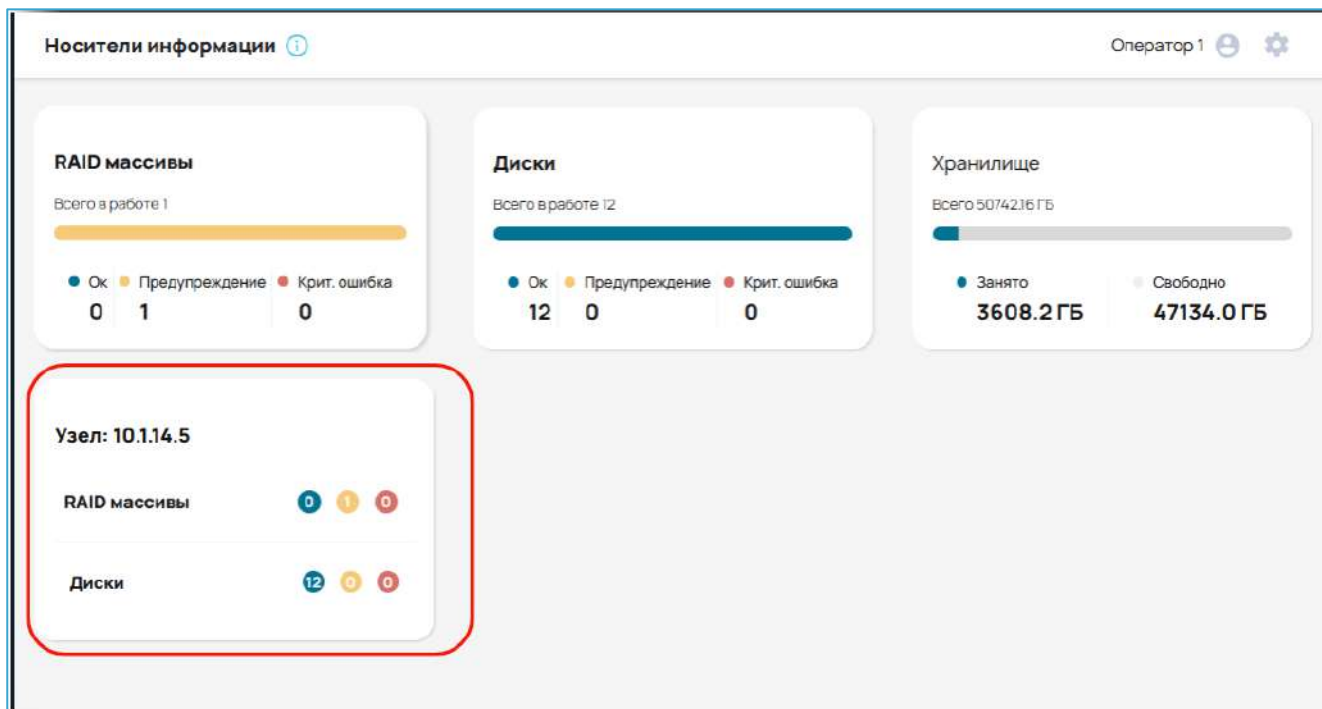 Носители информации
Оператор 1
RAID массивы
Всего в работе 1
Ок Предупреждение Крит. ошибка
0 1 0
Диски
Всего в работе 12
Ок Предупреждение Крит. ошибка
12 0 0
Хранилище
Всего 50742.16 ГБ
Занято Свободно
3608.2 ГБ 47134.0 ГБ
Узел: 10.1.14.5
RAID массивы 0 1 0
Диски 12 0 0